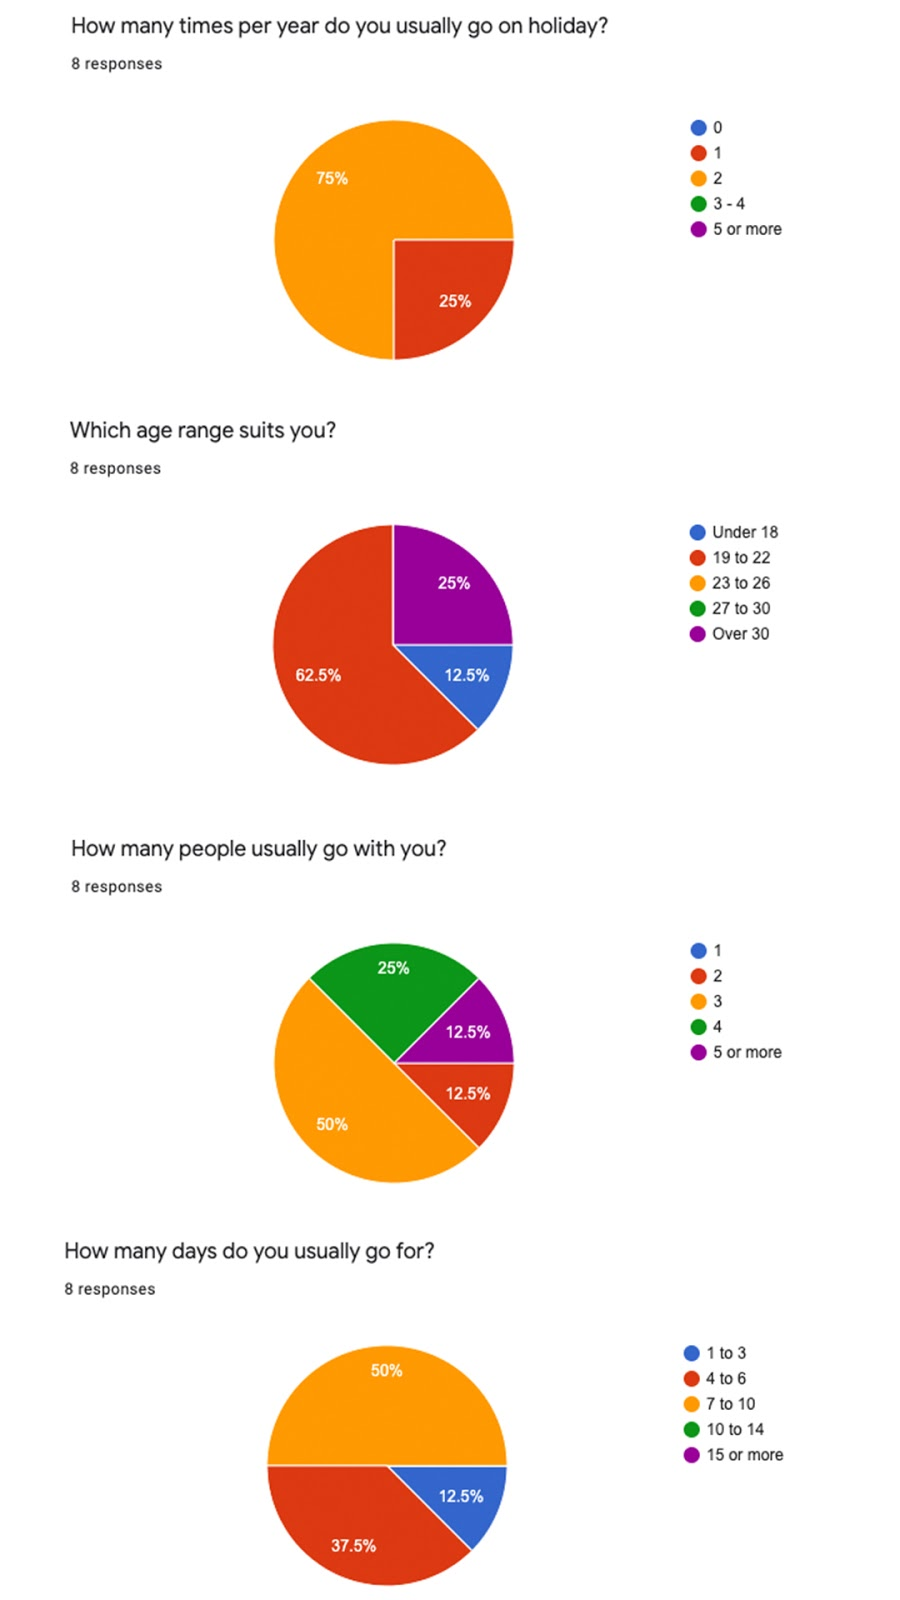 How many times per year do you usually go on holiday?
8 responses
0
1
2
3 - 4
5 or more
75%
25%
Which age range suits you?
8 responses
Under 18
19 to 22
23 to 26
27 to 30
Over 30
25%
62.5%
12.5%
How many people usually go with you?
8 responses
1
2
3
4
5 or more
25%
12.5%
12.5%
50%
How many days do you usually go for?
8 responses
1 to 3
4 to 6
7 to 10
10 to 14
15 or more
50%
12.5%
37.5%